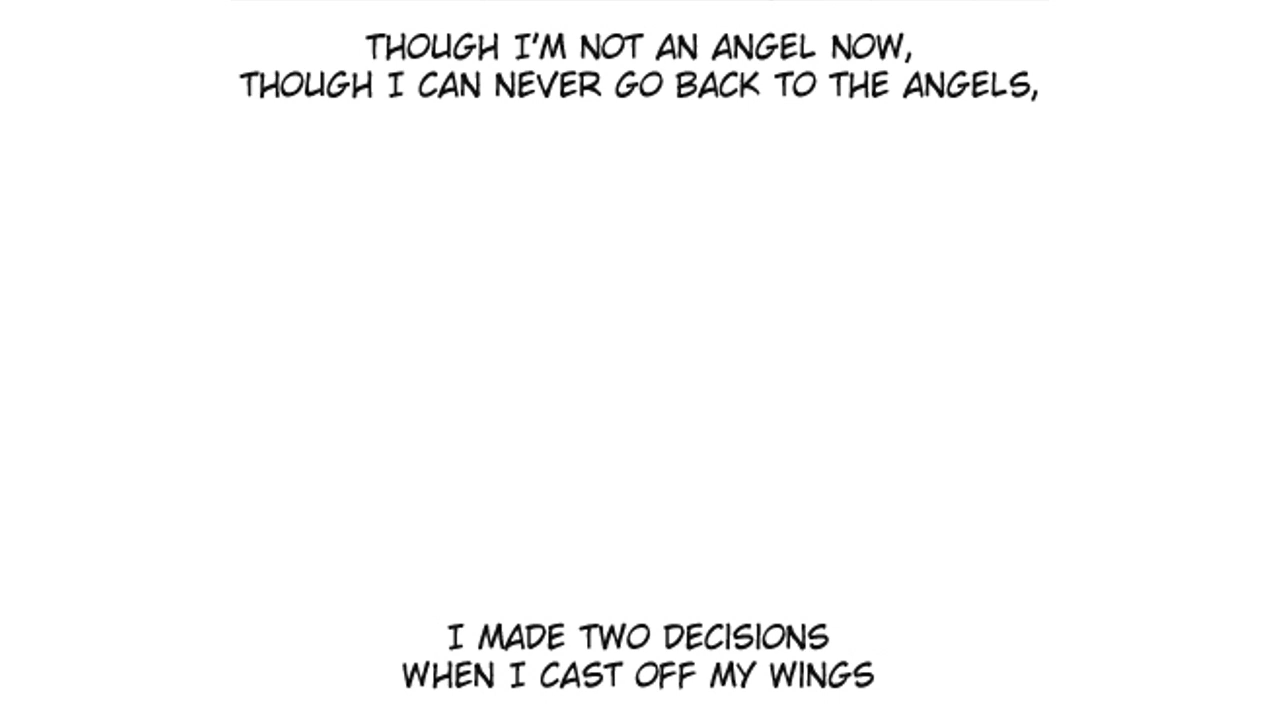 THOUGH I'M NOT AN ANGEL NOW,
THOUGH I CAN NEVER GO BACK TO THE ANGELS,
I MADE TWO DECISIONS
WHEN I CAST OFF MY WINGS